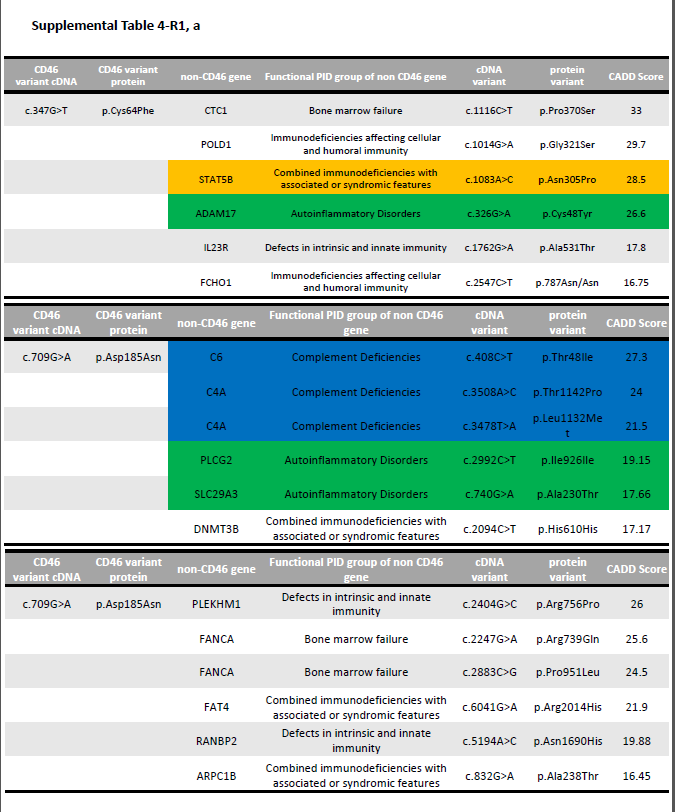 Supplemental Table 4-R1, a
CD46 variant cDNA CD46 variant protein non-CD46 gene Functional PID group of non CD46 gene cDNA variant protein variant CADD Score
c.347G>T p.Cys64Phe CTC1 Bone marrow failure c.1116C>T p.Pro370Ser 33
POLD1 Immunodeficiencies affecting cellular and humoral immunity c.1014G>A p.Gly321Ser 29.7
STAT5B Combined immunodeficiencies with associated or syndromic features c.1083A>C p.Asn305Pro 28.5
ADAM17 Autoinflammatory Disorders c.326G>A p.Cys48Tyr 26.6
IL23R Defects in intrinsic and innate immunity c.1762G>A p.Ala531Thr 17.8
FCHO1 Immunodeficiencies affecting cellular and humoral immunity c.2547C>T p.787Asn/Asn 16.75
CD46 variant cDNA CD46 variant protein non-CD46 gene Functional PID group of non CD46 gene cDNA variant protein variant CADD Score
c.709G>A p.Asp185Asn C6 Complement Deficiencies c.408C>T p.Thr48Ile 27.3
C4A Complement Deficiencies c.3508A>C p.Thr1142Pro 24
C4A Complement Deficiencies c.3478T>A p.Leu1132Met 21.5
PLCG2 Autoinflammatory Disorders c.2992C>T p.Ile926Ile 19.15
SLC29A3 Autoinflammatory Disorders c.740G>A p.Ala230Thr 17.66
DNMT3B Combined immunodeficiencies with associated or syndromic features c.2094C>T p.His610His 17.17
CD46 variant cDNA CD46 variant protein non-CD46 gene Functional PID group of non CD46 gene cDNA variant protein variant CADD Score
c.709G>A p.Asp185Asn PLEKHM1 Defects in intrinsic and innate immunity c.2404G>C p.Arg756Pro 26
FANCA Bone marrow failure c.2247G>A p.Arg739Gln 25.6
FANCA Bone marrow failure c.2883C>G p.Pro951Leu 24.5
FAT4 Combined immunodeficiencies with associated or syndromic features c.6041G>A p.Arg2014His 21.9
RANBP2 Defects in intrinsic and innate immunity c.5194A>C p.Asn1690His 19.88
ARPC1B Combined immunodeficiencies with associated or syndromic features c.832G>A p.Ala238Thr 16.45